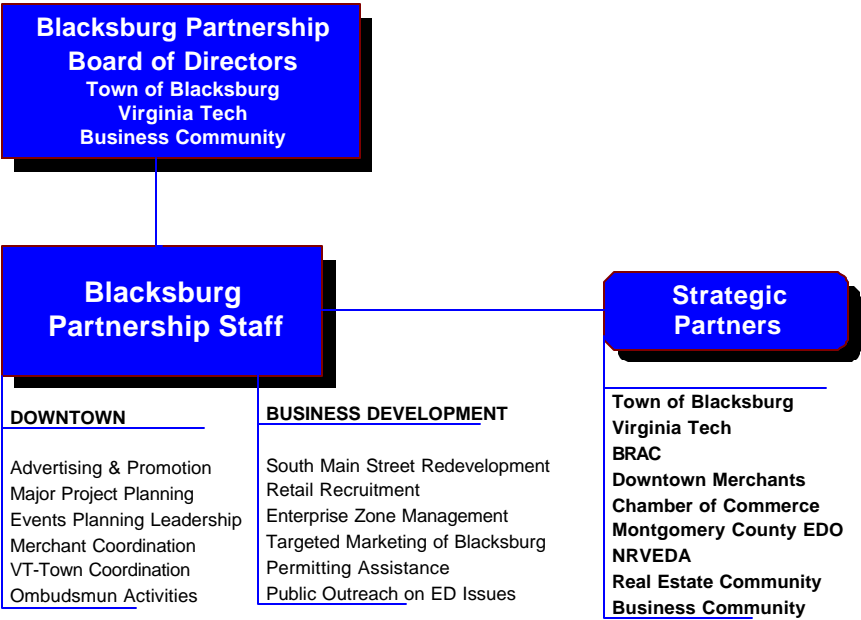 Blacksburg Partnership
Board of Directors
Town of Blacksburg
Virginia Tech
Business Community
Blacksburg
Partnership Staff
Strategic
Partners
DOWNTOWN
Advertising & Promotion
Major Project Planning
Events Planning Leadership
Merchant Coordination
VT-Town Coordination
Ombudsmun Activities
BUSINESS DEVELOPMENT
South Main Street Redevelopment
Retail Recruitment
Enterprise Zone Management
Targeted Marketing of Blacksburg
Permitting Assistance
Public Outreach on ED Issues
Town of Blacksburg
Virginia Tech
BRAC
Downtown Merchants
Chamber of Commerce
Montgomery County EDO
NRVEDA
Real Estate Community
Business Community